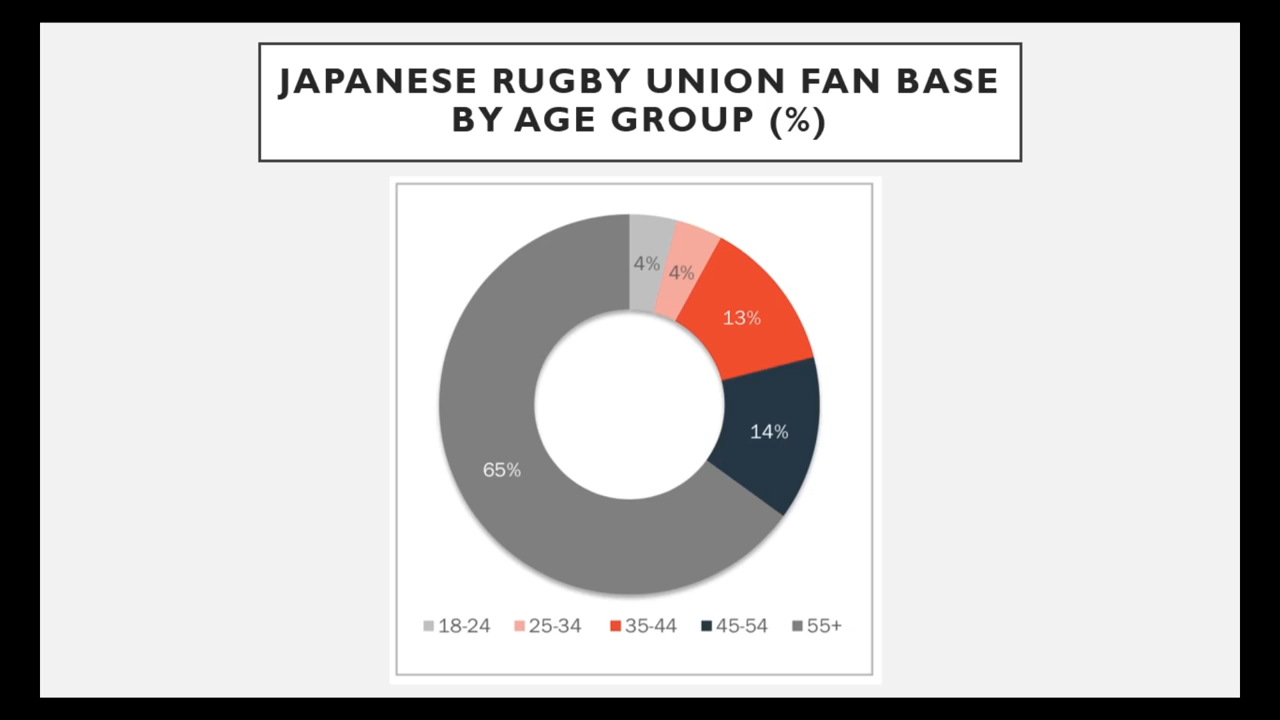 JAPANESE RUGBY UNION FAN BASE
BY AGE GROUP (%)
4%
4%
13%
14%
65%
18-24 25-34 35-44 45-54 55+